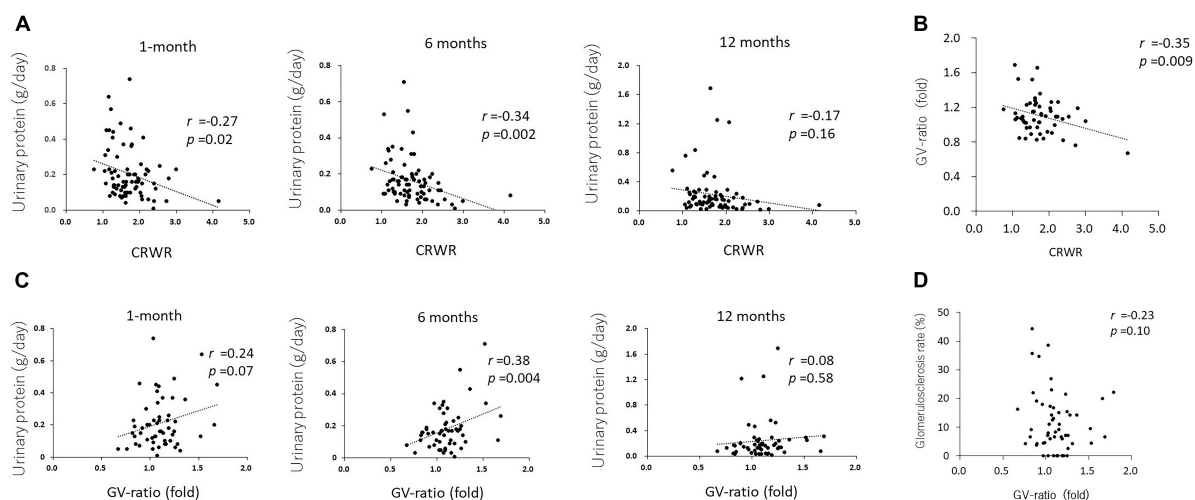 A
1-month
Urinary protein (g/day)
0.8
0.6
0.4
0.2
0.0
r =-0.27
p =0.02
0.0 1.0 2.0 3.0 4.0 5.0
CRWR
6 months
Urinary protein (g/day)
0.8
0.6
0.4
0.2
0.0
r =-0.34
p =0.002
0.0 1.0 2.0 3.0 4.0 5.0
CRWR
12 months
Urinary protein (g/day)
2.0
1.6
1.2
0.8
0.4
0.0
r =-0.17
p =0.16
0.0 1.0 2.0 3.0 4.0 5.0
CRWR
B
GV-ratio (fold)
2.0
1.6
1.2
0.8
0.4
0.0
r =-0.35
p =0.009
0.0 1.0 2.0 3.0 4.0 5.0
CRWR
C
1-month
Urinary protein (g/day)
0.8
0.6
0.4
0.2
0.0
r =0.24
p =0.07
0.0 0.5 1.0 1.5 2.0
GV-ratio (fold)
6 months
Urinary protein (g/day)
0.8
0.6
0.4
0.2
0.0
r =0.38
p =0.004
0.0 0.5 1.0 1.5 2.0
GV-ratio (fold)
12 months
Urinary protein (g/day)
2.0
1.6
1.2
0.8
0.4
0.0
r =0.08
p =0.58
0.0 0.5 1.0 1.5 2.0
GV-ratio (fold)
D
Glomerulosclerosis rate (%)
50
40
30
20
10
0
r =-0.23
p =0.10
0.0 0.5 1.0 1.5 2.0
GV-ratio (fold)